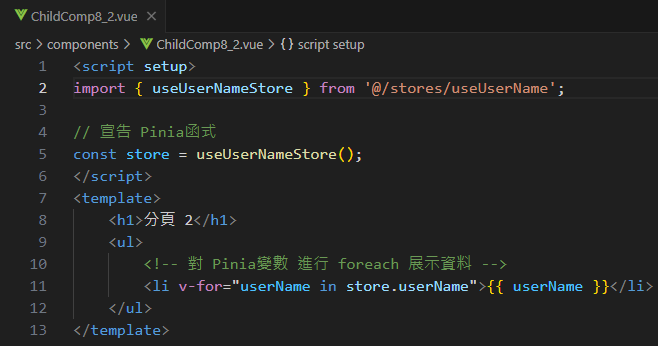 ChildComp8_2.vue ×
src > components > ChildComp8_2.vue > {} script setup
1 <script setup>
2 import { useUserNameStore } from '@/stores/useUserName';
3
4 // 宣告 Pinia函式
5 const store = useUserNameStore();
6 </script>
7 <template>
8 <h1>分頁 2</h1>
9 <ul>
10 <!-- 對 Pinia變數 進行 foreach 展示資料 -->
11 <li v-for="userName in store.userName">{{ userName }}</li>
12 </ul>
13 </template>